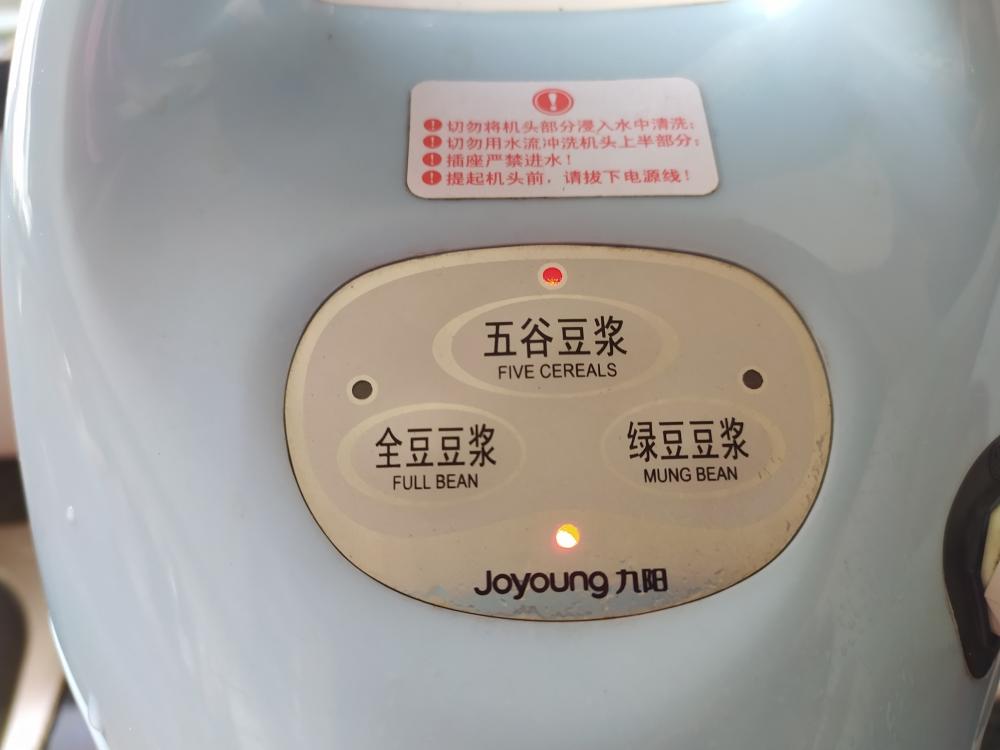 切勿将机头部分浸入水中清洗;
切勿用水流冲洗机头上半部分;
插座严禁进水!
提起机头前,请拔下电源线!
五谷豆浆
FIVE CEREALS
全豆豆浆
FULL BEAN
绿豆豆浆
MUNG BEAN
Joyoung 九阳